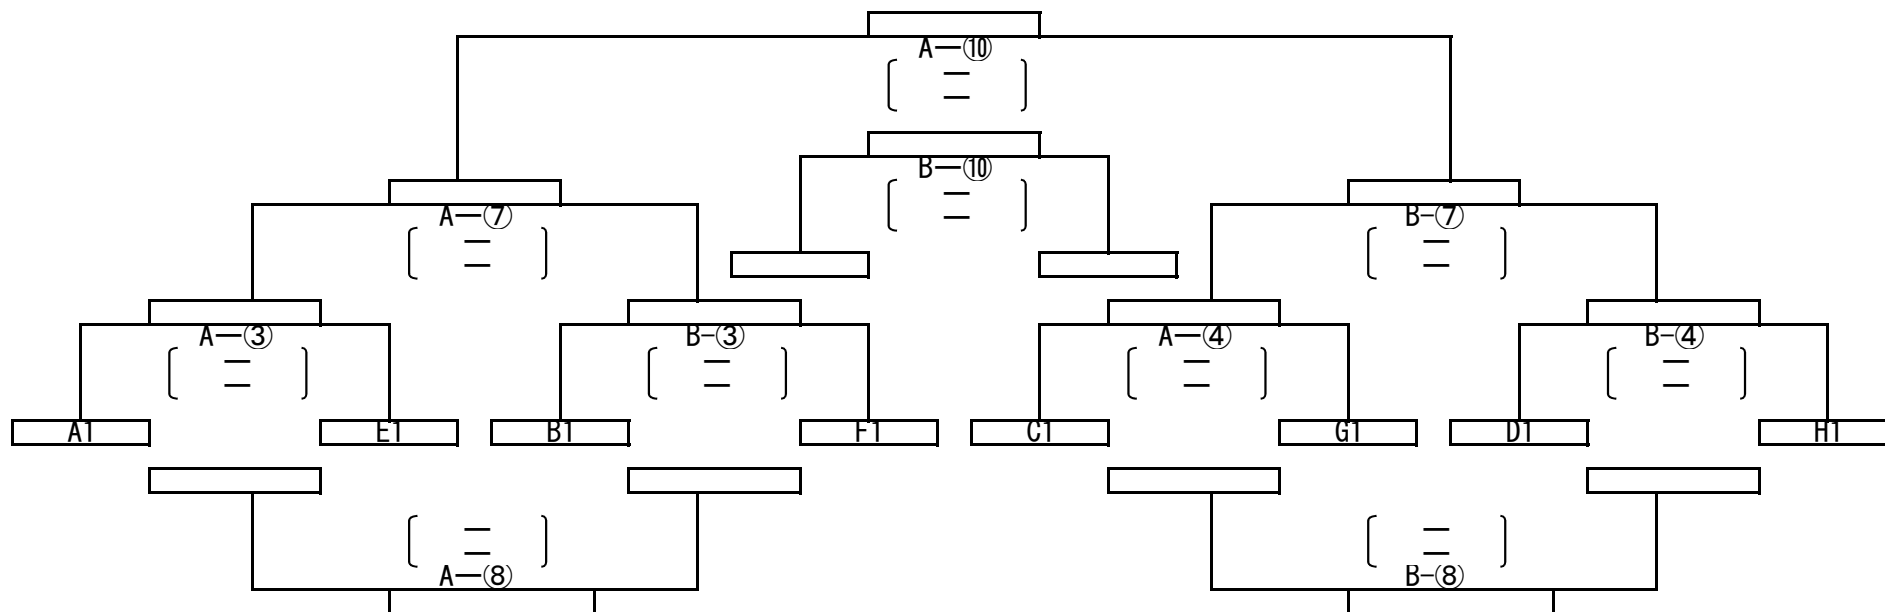 A―⑩
―
―
B―⑩
―
―
A―⑦
―
―
B-⑦
―
―
A―③
―
―
B-③
―
―
A―④
―
―
B-④
―
―
A1 E1 B1 F1 C1 G1 D1 H1
―
―
A―⑧
―
―
B-⑧